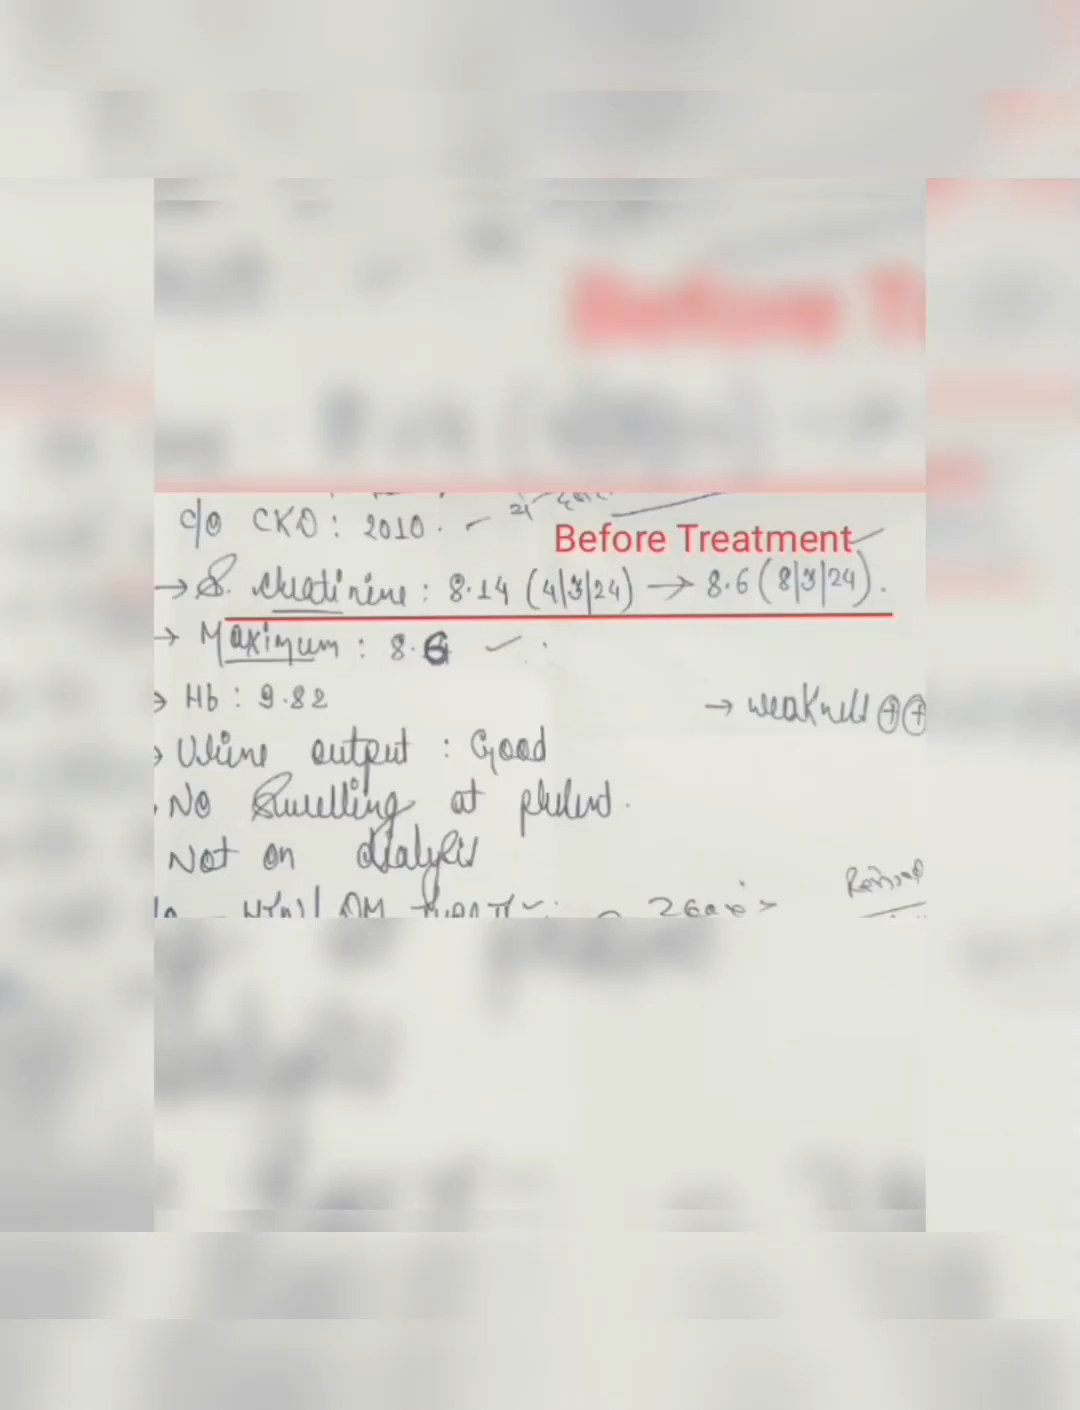 c/o CKD: 2010. -
Before Treatment
→ S. Creatinine: 8.14 (4|3|24) → 8.6 (8|3|24).
→ Maximum: 8.6
→ Hb: 9.82
→ weakness ⊕⊕
→ Urine output: Good
No Swelling at present.
Not on dialysis